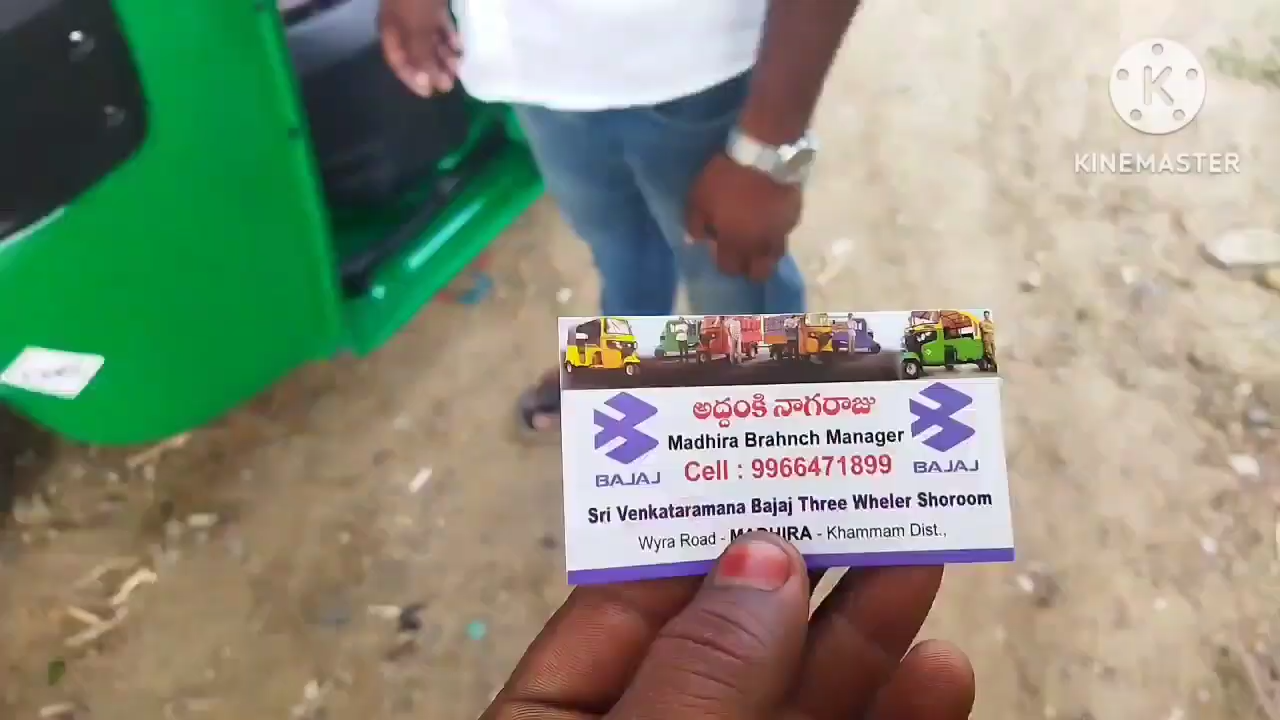 KINEMASTER
అద్దంకి నాగరాజు
Madhira Brahnch Manager
BAJAJ Cell : 9966471899 BAJAJ
Sri Venkataramana Bajaj Three Wheler Shoroom
Wyra Road - MADHIRA - Khammam Dist.,